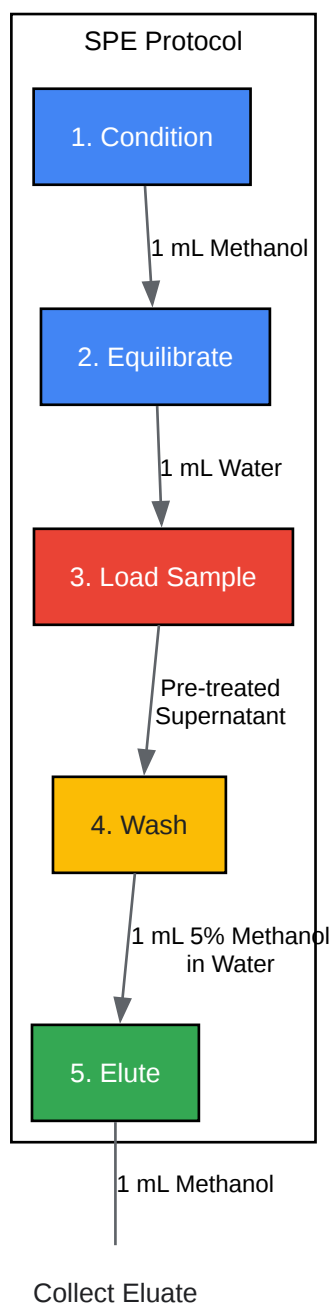 SPE Protocol
1. Condition
1 mL Methanol
2. Equilibrate
1 mL Water
3. Load Sample
Pre-treated
Supernatant
4. Wash
1 mL 5% Methanol
in Water
5. Elute
1 mL Methanol
Collect Eluate